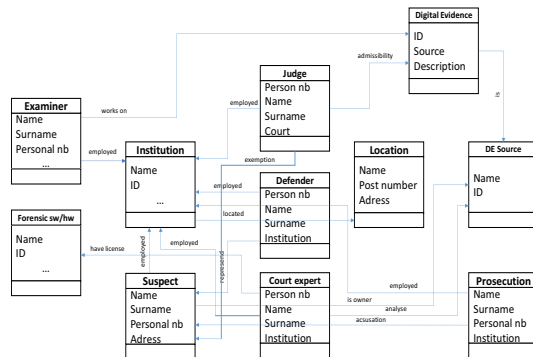 Digital Evidence
ID
Source
Description
Judge
Person nb
Name
Surname
Court
admissibility
works on
employed
is
Examiner
Name
Surname
Personal nb
...
employed
Institution
Name
ID
...
exemption
Location
Name
Post number
Adress
DE Source
Name
ID
Defender
Person nb
Name
Surname
Institution
employed
located
Forensic sw/hw
Name
ID
...
have license
employed
employed
represend
Suspect
Name
Surname
Personal nb
Adress
Court expert
Person nb
Name
Surname
Institution
is owner
analyse
acsusation
employed
Prosecution
Name
Surname
Personal nb
Institution